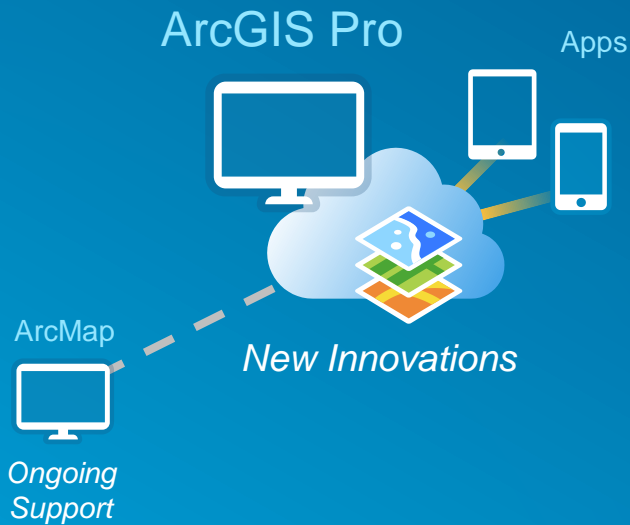 ArcGIS Pro
Apps
New Innovations
ArcMap
Ongoing
Support